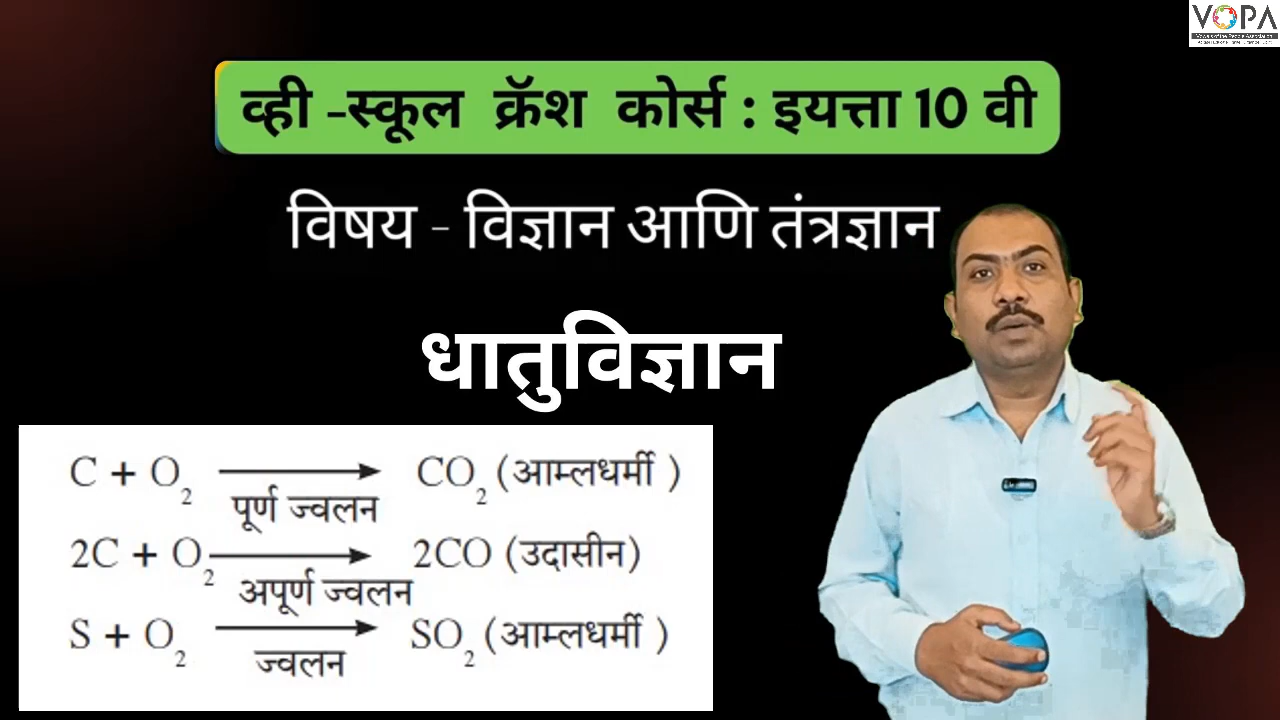 VOPA
व्ही -स्कूल क्रॅश कोर्स : इयत्ता 10 वी
विषय - विज्ञान आणि तंत्रज्ञान
धातुविज्ञान
C + O₂ ⟶ CO₂ (आम्लधर्मी )
पूर्ण ज्वलन
2C + O₂ ⟶ 2CO (उदासीन)
अपूर्ण ज्वलन
S + O₂ ⟶ SO₂ (आम्लधर्मी )
ज्वलन